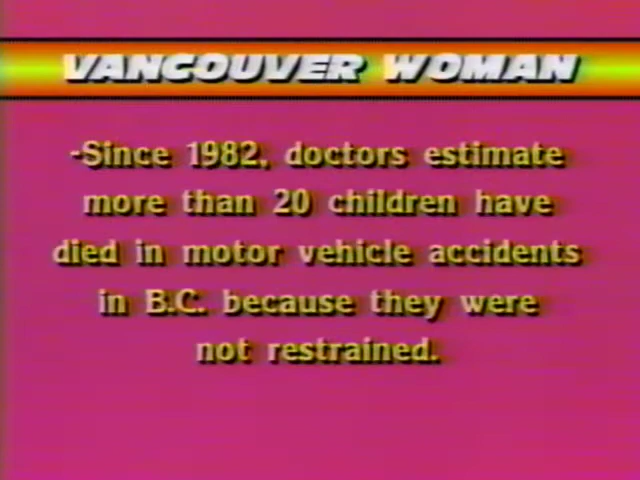 VANCOUVER WOMAN
-Since 1982, doctors estimate
more than 20 children have
died in motor vehicle accidents
in B.C. because they were
not restrained.